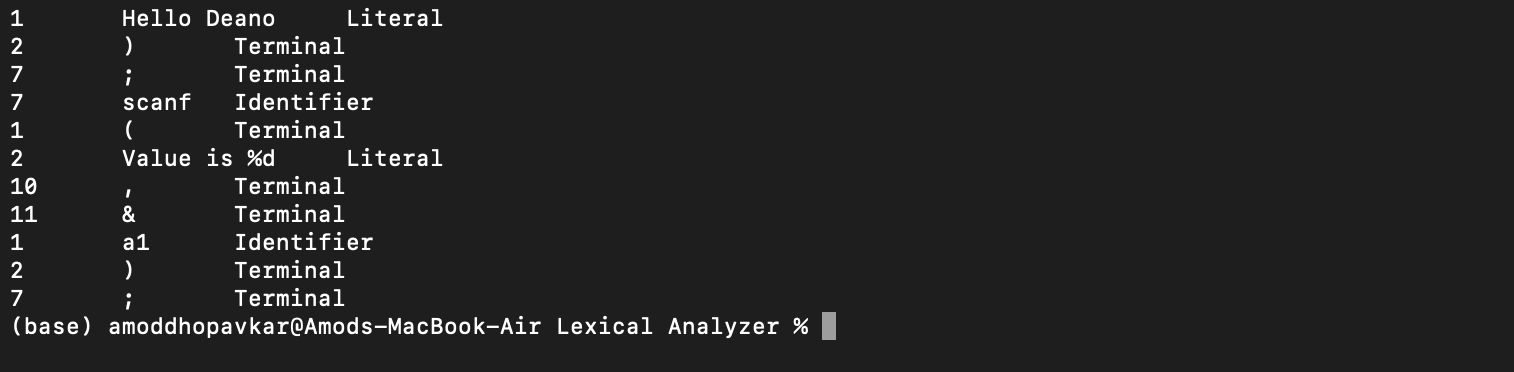 1 Hello Deano Literal
2 ) Terminal
7 ; Terminal
7 scanf Identifier
1 ( Terminal
2 Value is %d Literal
10 , Terminal
11 & Terminal
1 a1 Identifier
2 ) Terminal
7 ; Terminal
(base) amoddhopavkar@Amods-MacBook-Air Lexical Analyzer %